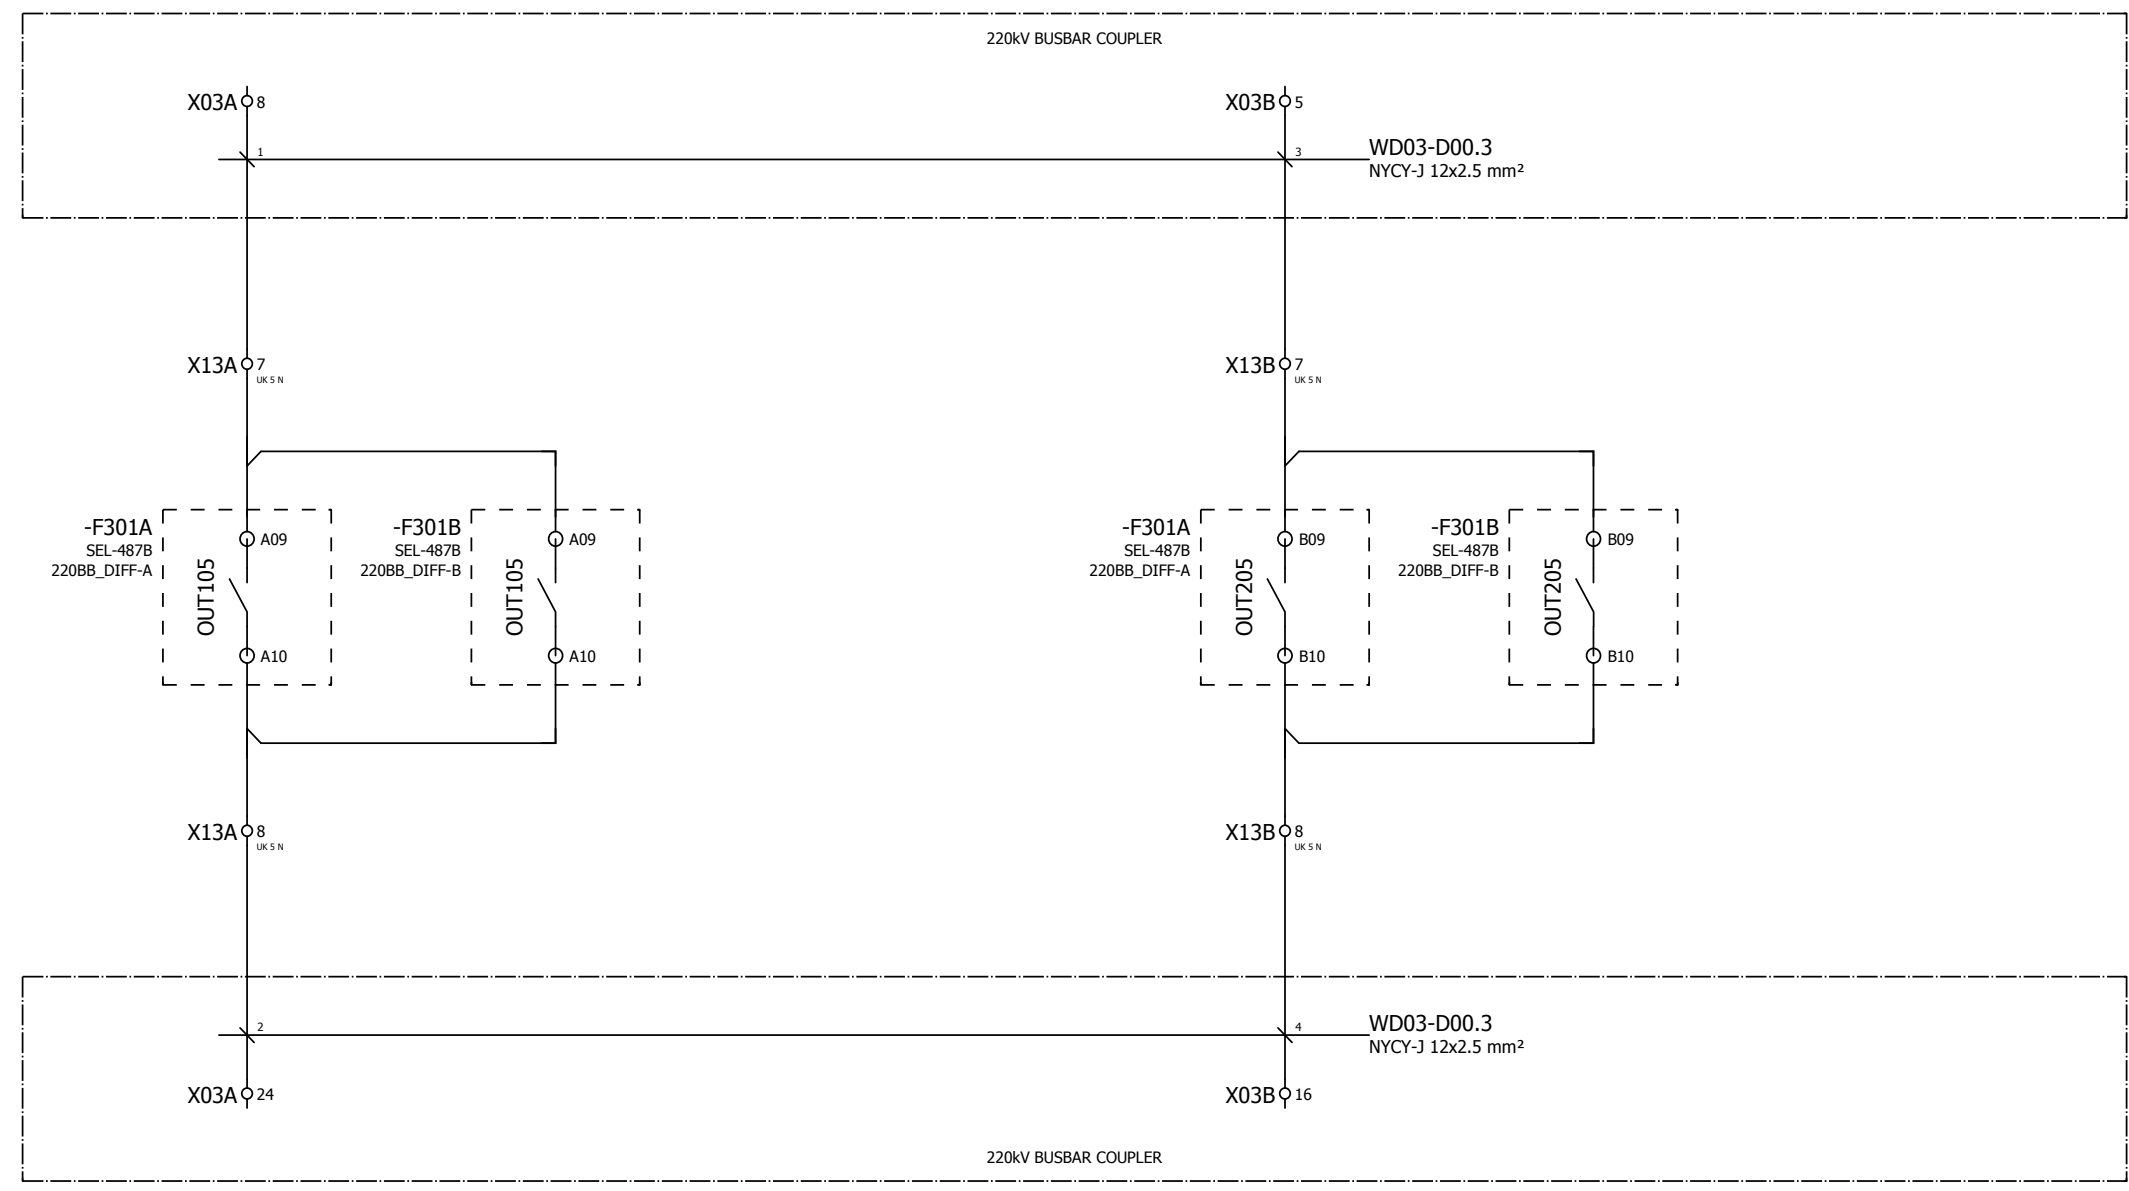 220kV BUSBAR COUPLER
X03A 8
X03B 5
1
3
WD03-D00.3
NYCY-J 12x2.5 mm²
X13A 7
UK 5 N
X13B 7
UK 5 N
-F301A
SEL-487B
220BB_DIFF-A
OUT105
A09
A10
-F301B
SEL-487B
220BB_DIFF-B
OUT105
A09
A10
-F301A
SEL-487B
220BB_DIFF-A
OUT205
B09
B10
-F301B
SEL-487B
220BB_DIFF-B
OUT205
B09
B10
X13A 8
UK 5 N
X13B 8
UK 5 N
2
4
WD03-D00.3
NYCY-J 12x2.5 mm²
X03A 24
X03B 16
220kV BUSBAR COUPLER